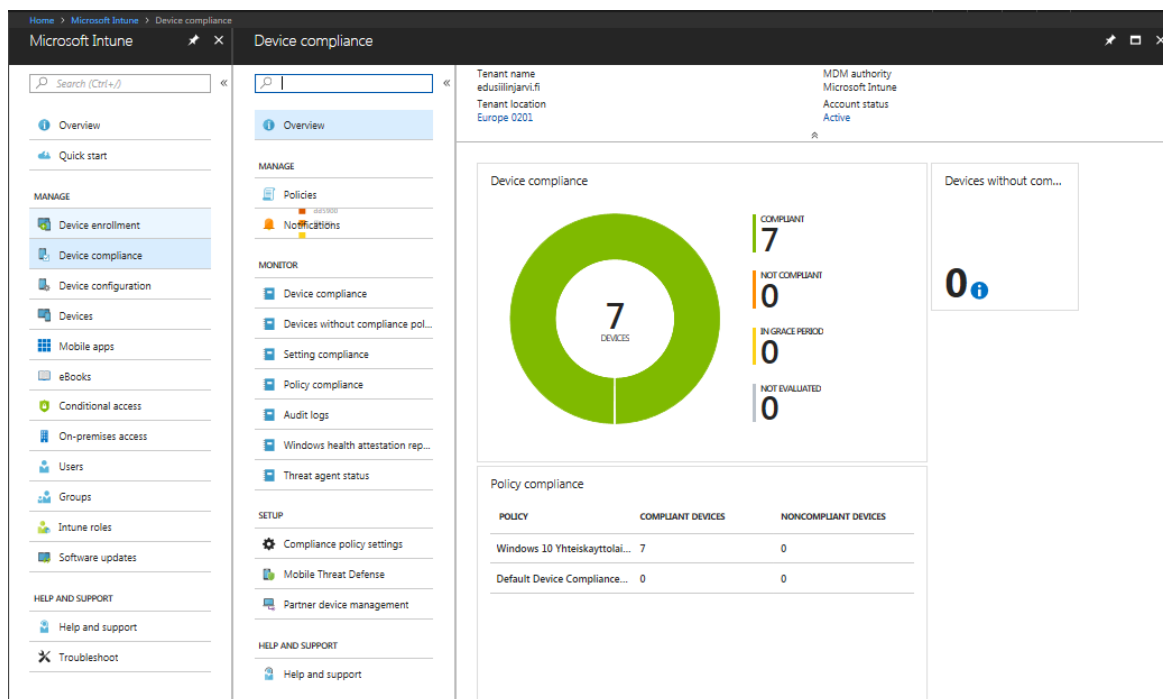 Home > Microsoft Intune > Device compliance
Microsoft Intune
Search (Ctrl+/)
Overview
Quick start
MANAGE
Device enrollment
Device compliance
Device configuration
Devices
Mobile apps
eBooks
Conditional access
On-premises access
Users
Groups
Intune roles
Software updates
HELP AND SUPPORT
Help and support
Troubleshoot
Device compliance
Overview
MANAGE
Policies
Notifications
MONITOR
Device compliance
Devices without compliance pol...
Setting compliance
Policy compliance
Audit logs
Windows health attestation rep...
Threat agent status
SETUP
Compliance policy settings
Mobile Threat Defense
Partner device management
HELP AND SUPPORT
Help and support
Tenant name
edusiilinjarvi.fi
Tenant location
Europe 0201
MDM authority
Microsoft Intune
Account status
Active
Device compliance
7
DEVICES
COMPLIANT
7
NOT COMPLIANT
0
IN GRACE PERIOD
0
NOT EVALUATED
0
Devices without com...
0
Policy compliance
POLICY COMPLIANT DEVICES NONCOMPLIANT DEVICES
Windows 10 Yhteiskayttolai... 7 0
Default Device Compliance... 0 0